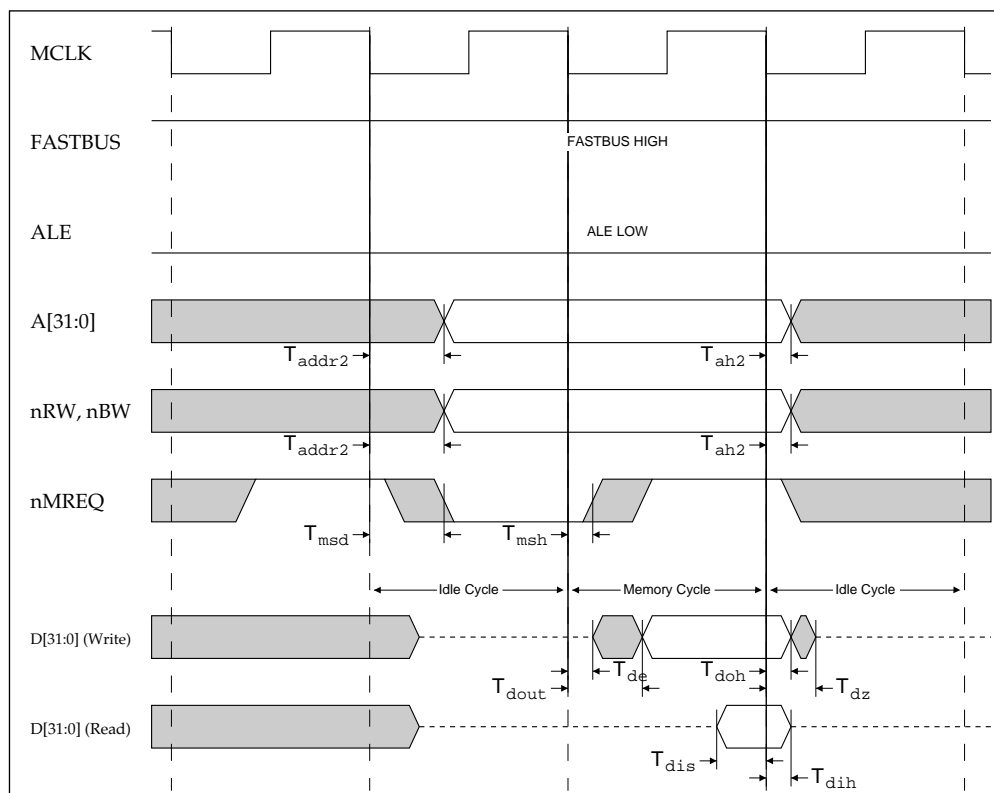 MCLK
FASTBUS
FASTBUS HIGH
ALE
ALE LOW
A[31:0]
Taddr2
Tah2
nRW, nBW
Taddr2
Tah2
nMREQ
Tmsd
Tmsh
Idle Cycle
Memory Cycle
Idle Cycle
D[31:0] (Write)
Tde
Tdoh
Tdout
Tdz
D[31:0] (Read)
Tdis
Tdih